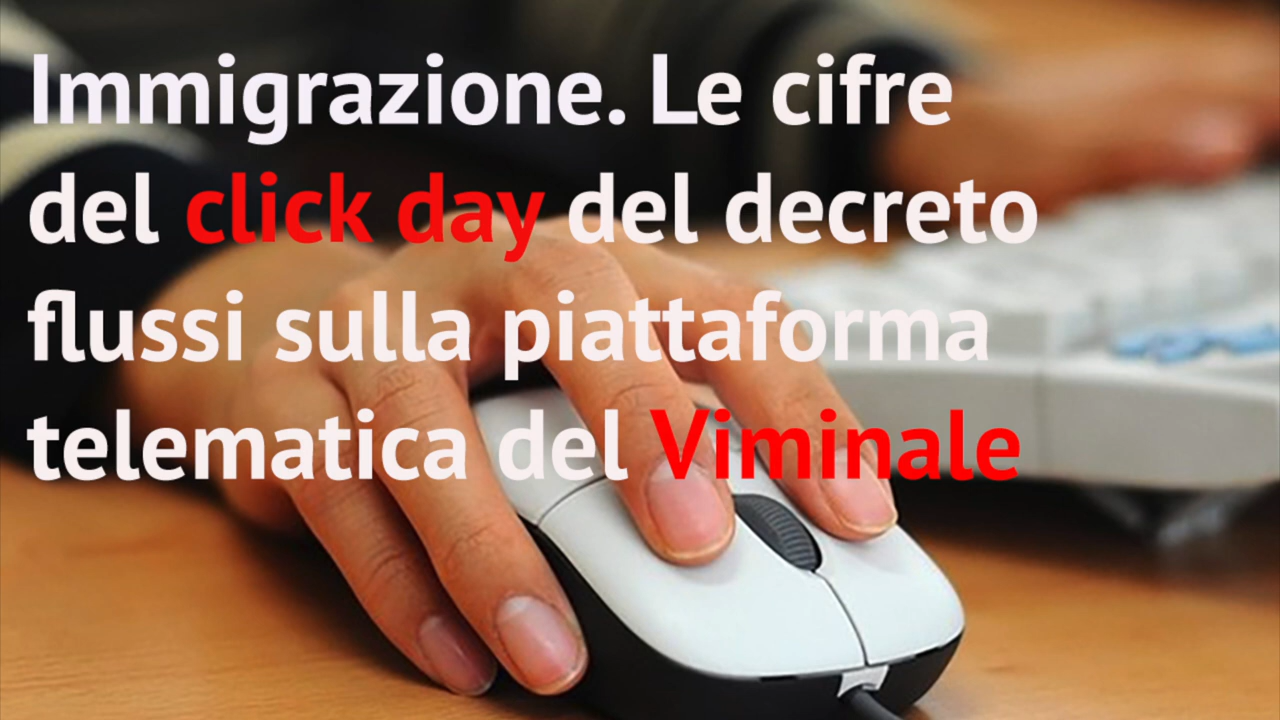 Immigrazione. Le cifre
del click day del decreto
flussi sulla piattaforma
telematica del Viminale